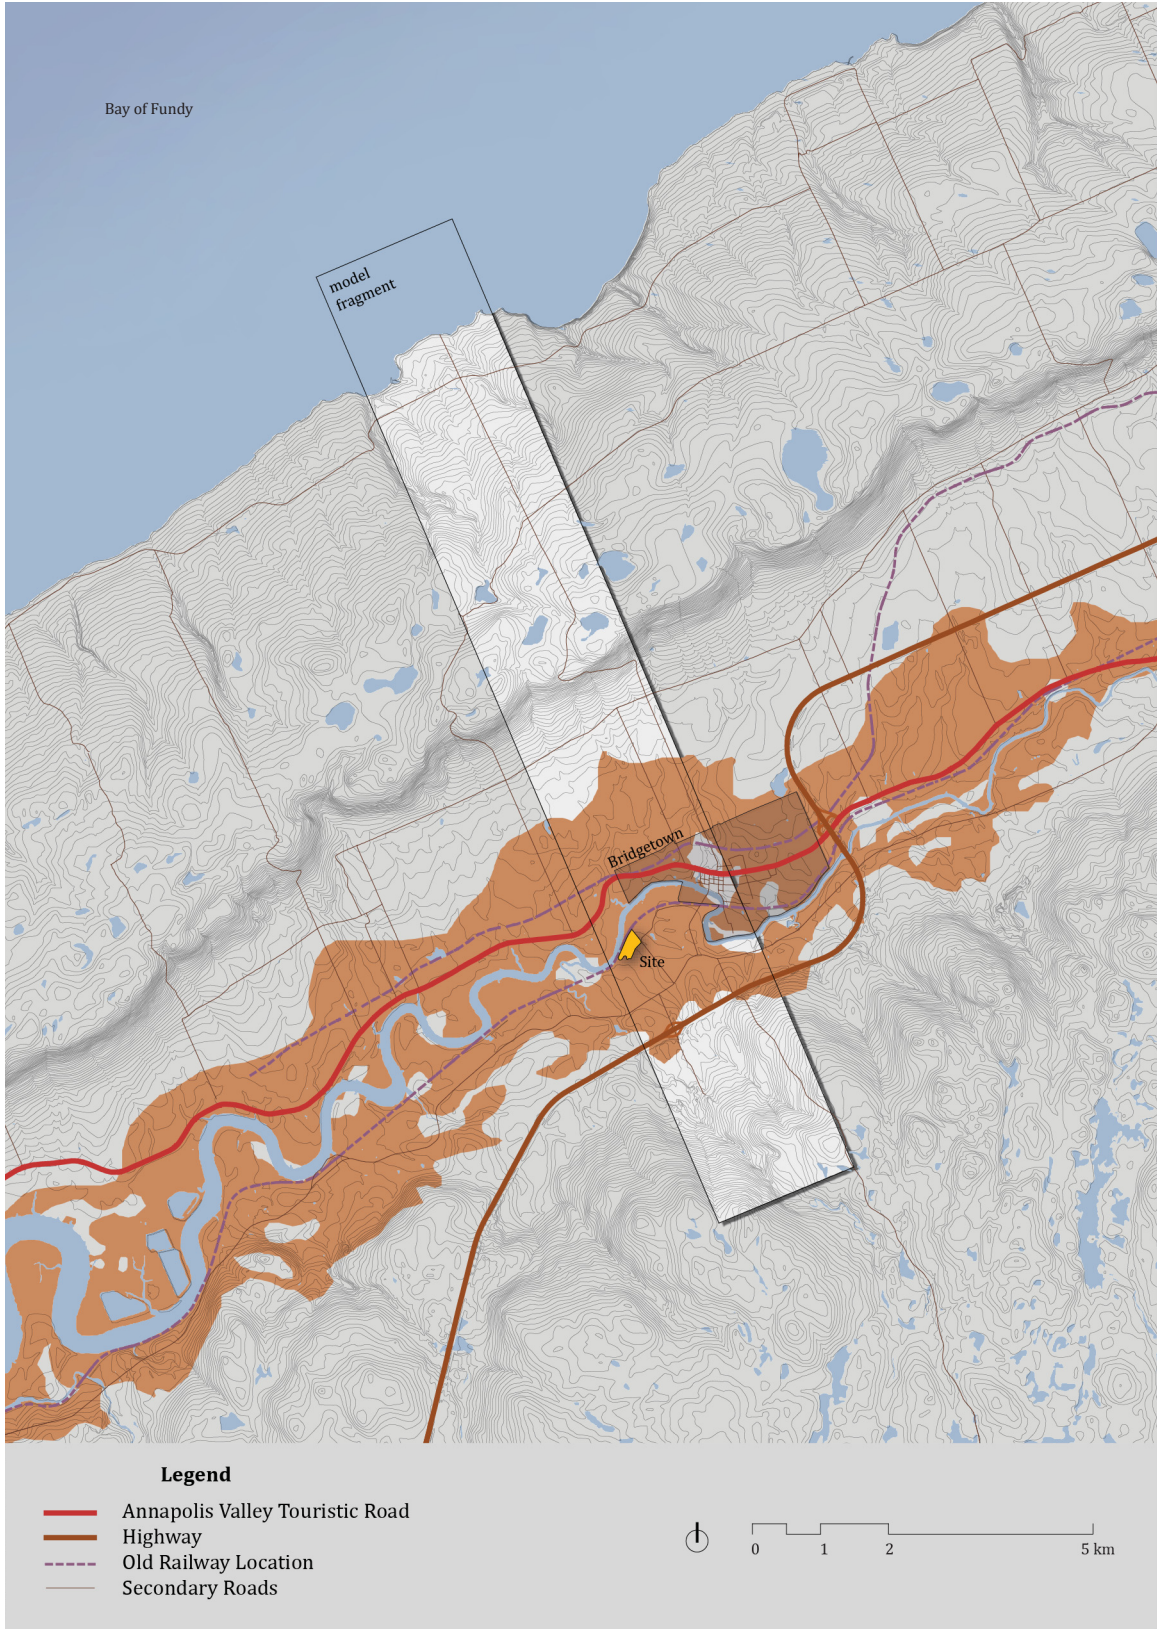 Bay of Fundy
model
fragment
Bridgetown
Site
Legend
Annapolis Valley Touristic Road
Highway
Old Railway Location
Secondary Roads
0 1 2 5 km